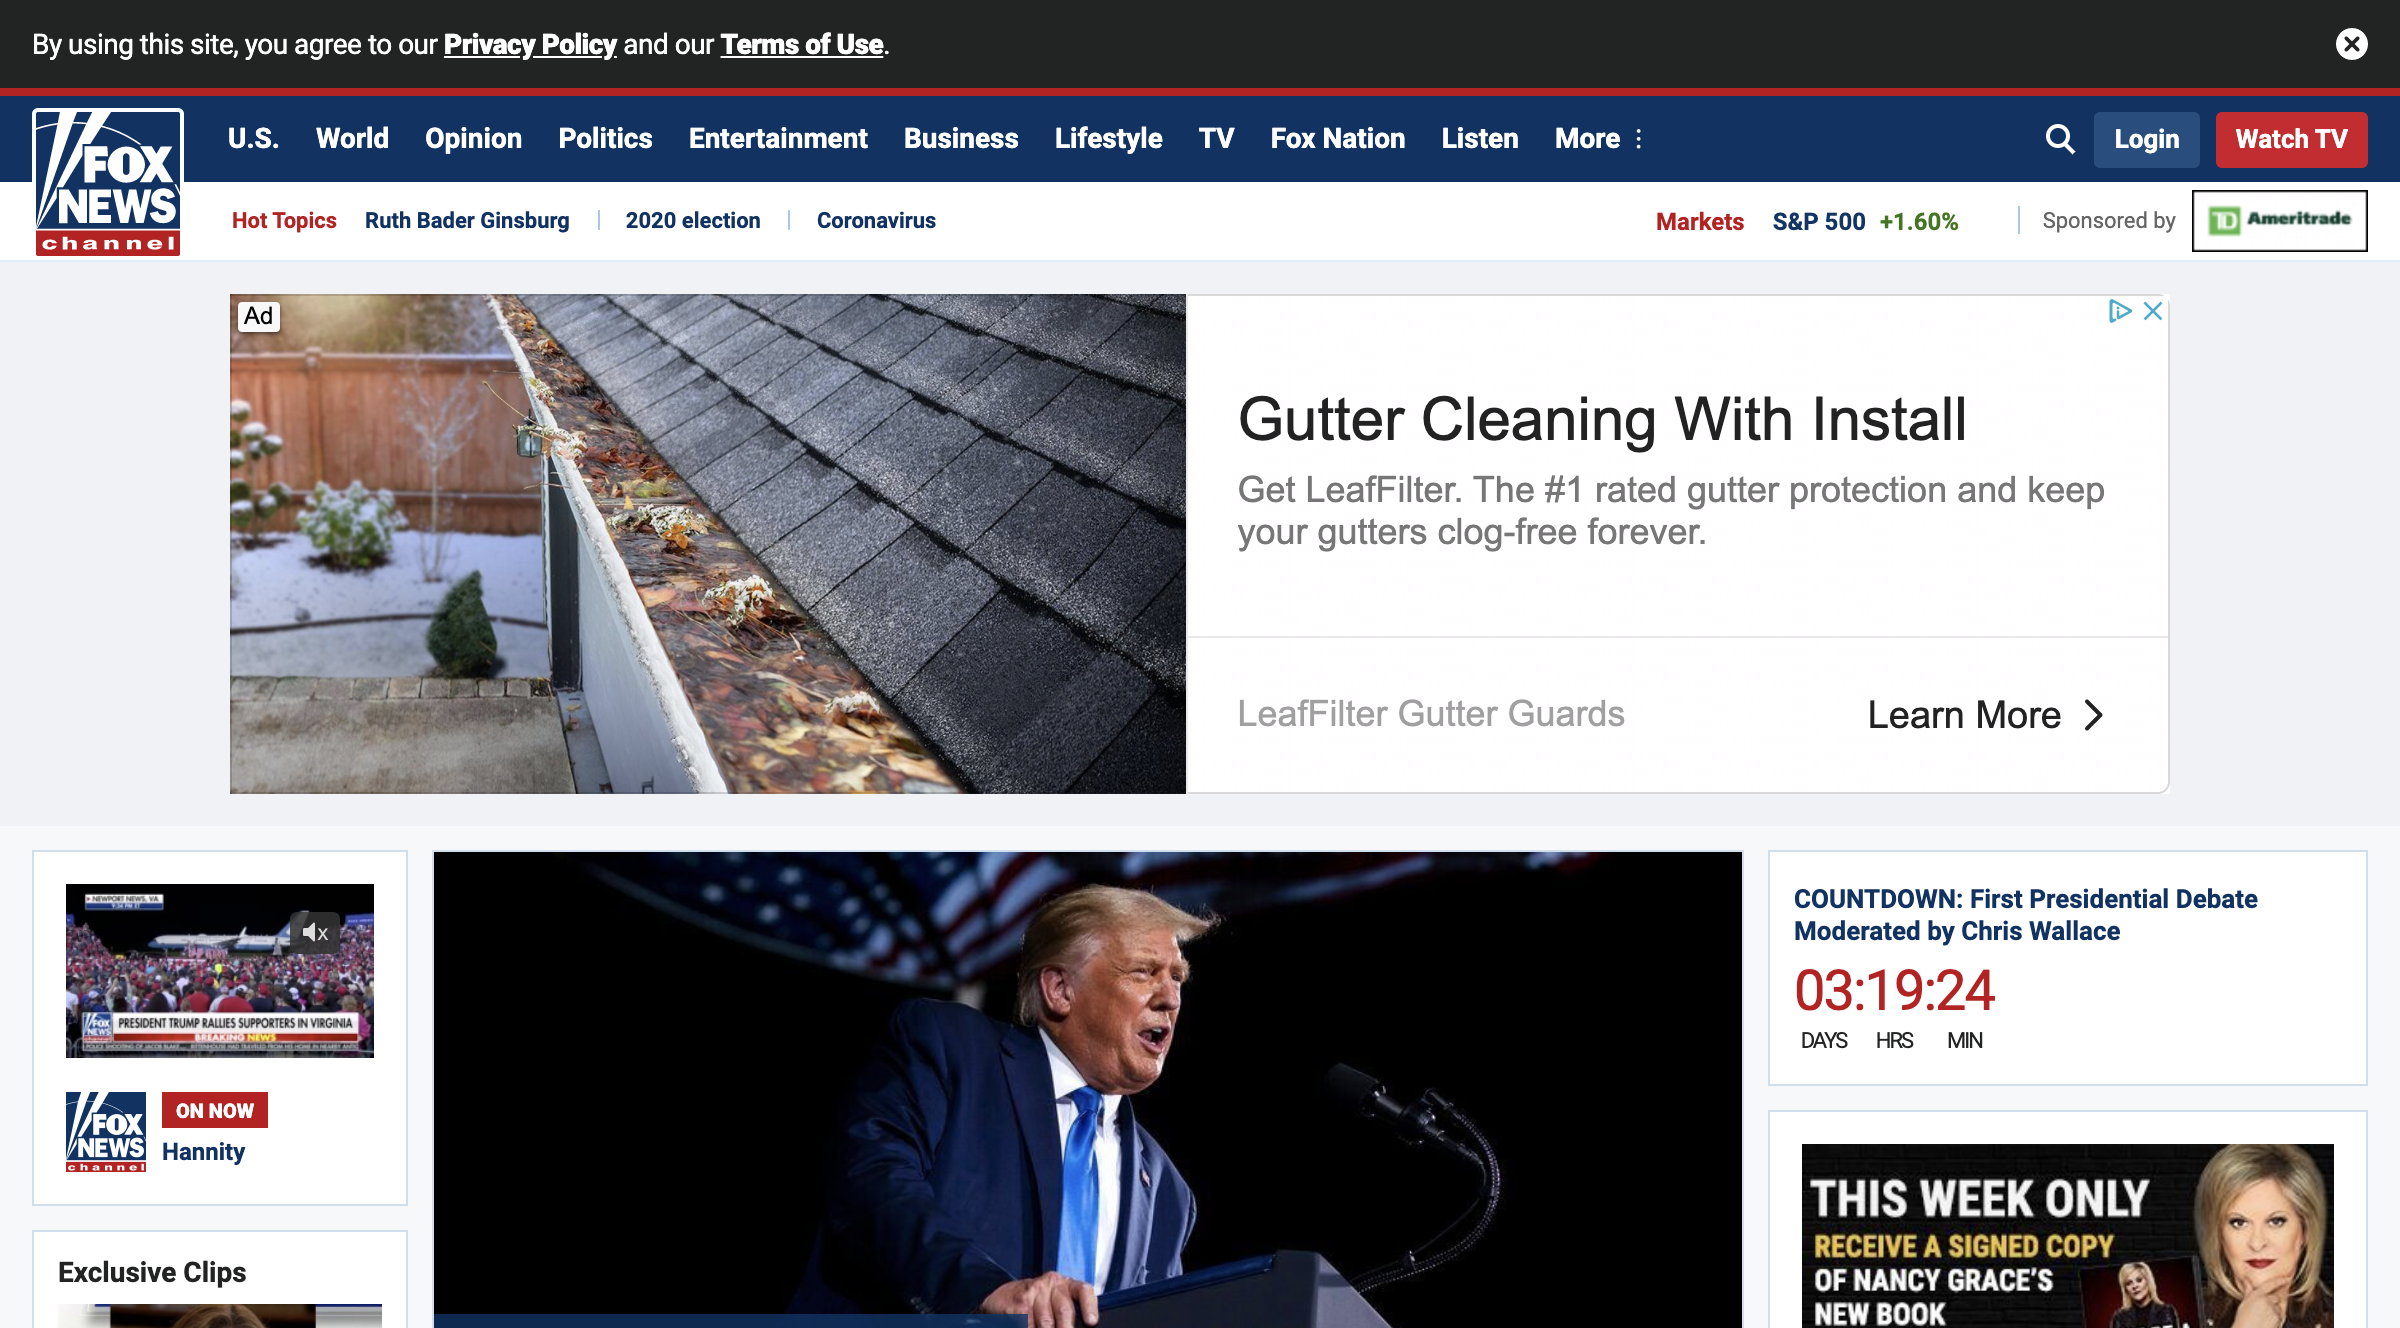 By using this site, you agree to our Privacy Policy and our Terms of Use.
FOX
NEWS
channel
U.S. World Opinion Politics Entertainment Business Lifestyle TV Fox Nation Listen More
Login
Watch TV
Hot Topics Ruth Bader Ginsburg 2020 election Coronavirus
Markets S&P 500 +1.60% Sponsored by
TD Ameritrade
Ad
Gutter Cleaning With Install
Get LeafFilter. The #1 rated gutter protection and keep
your gutters clog-free forever.
LeafFilter Gutter Guards
Learn More
NEWPORT NEWS, VA
FOX
NEWS
PRESIDENT TRUMP RALLIES SUPPORTERS IN VIRGINIA
BREAKING NEWS
FOX
NEWS
channel
ON NOW
Hannity
Exclusive Clips
COUNTDOWN: First Presidential Debate
Moderated by Chris Wallace
03:19:24
DAYS HRS MIN
THIS WEEK ONLY
RECEIVE A SIGNED COPY
OF NANCY GRACE'S
NEW BOOK